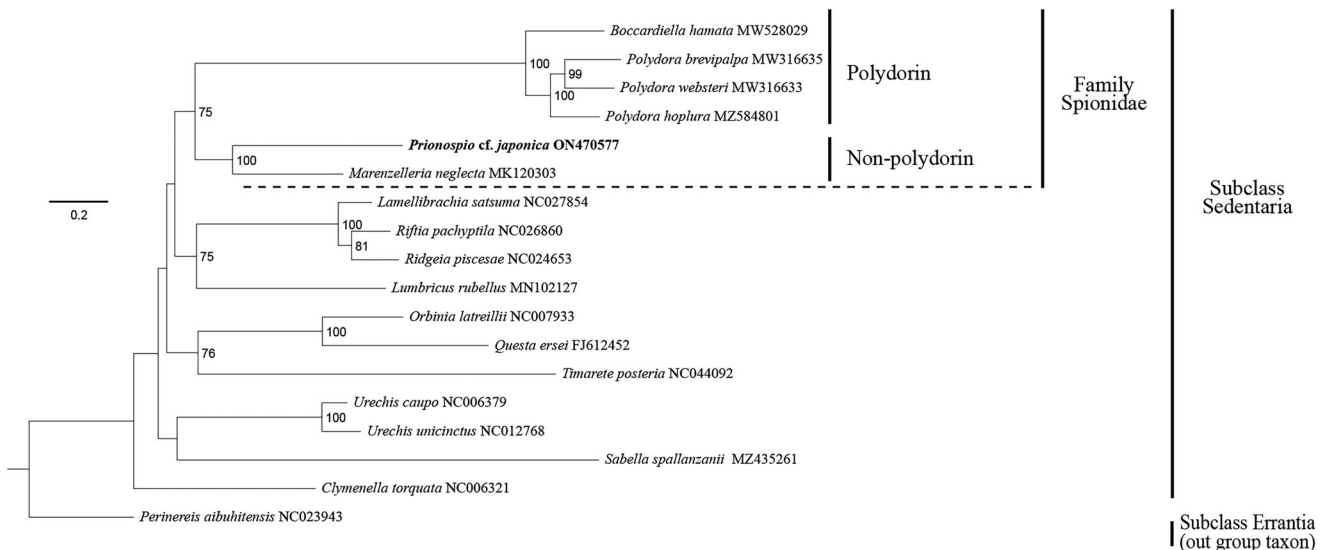 Boccardiella hamata MW528029
100
Polydora brevipalpa MW316635
99
Polydora websteri MW316633
100
Polydora hoplura MZ584801
Polydorin
Family
Spionidae
75
Prionospio cf. japonica ON470577
100
Marenzelleria neglecta MK120303
Non-polydorin
Subclass
Sedentaria
0.2
Lamellibrachia satsuma NC027854
100
Riftia pachyptila NC026860
81
Ridgeia piscesae NC024653
75
Lumbricus rubellus MN102127
Orbinia latreillii NC007933
100
Questa ersei FJ612452
76
Timarete posteria NC044092
Urechis caupo NC006379
100
Urechis unicinctus NC012768
Sabella spallanzanii MZ435261
Clymenella torquata NC006321
Perinereis aibuhitensis NC023943
Subclass Errantia
(out group taxon)